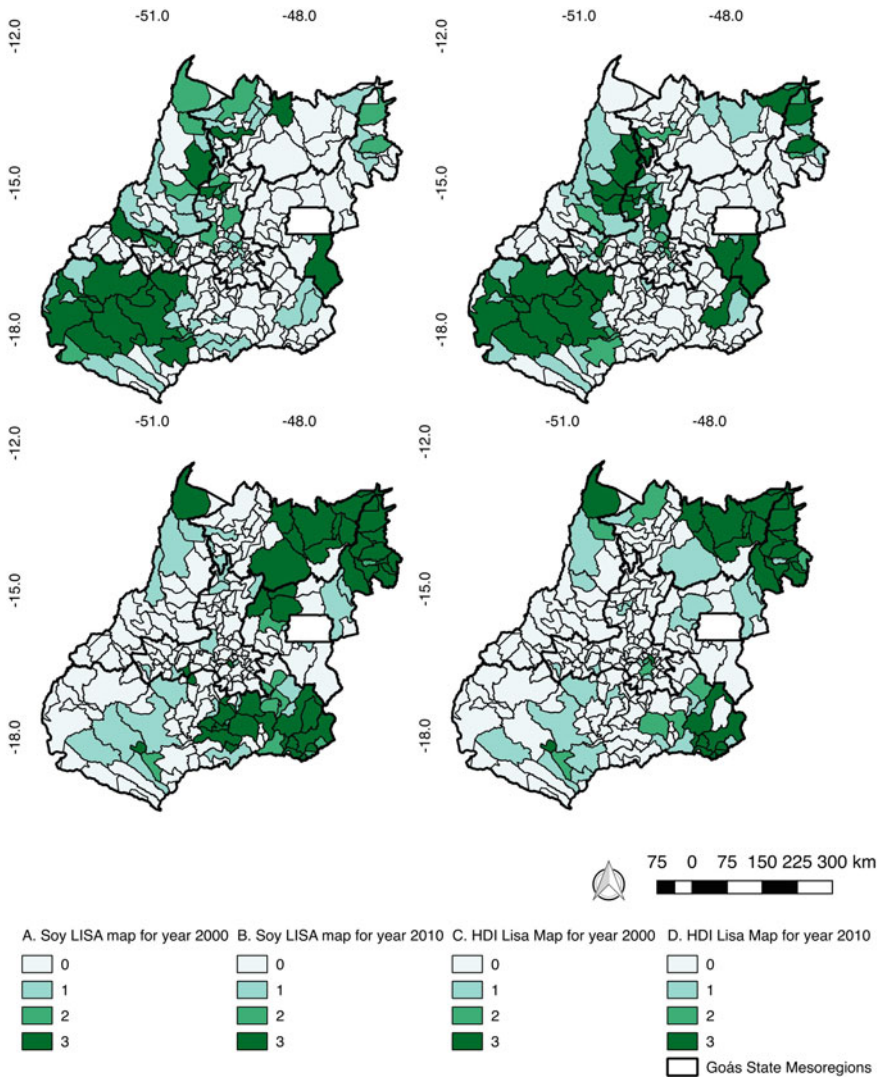 -51.0 -48.0 -51.0 -48.0
-12.0 -12.0
-15.0 -15.0
-18.0 -18.0
-51.0 -48.0 -51.0 -48.0
-12.0 -12.0
-15.0 -15.0
-18.0 -18.0
75 0 75 150 225 300 km
A. Soy LISA map for year 2000 B. Soy LISA map for year 2010 C. HDI Lisa Map for year 2000 D. HDI Lisa Map for year 2010
0 0 0 0
1 1 1 1
2 2 2 2
3 3 3 3
Goás State Mesoregions